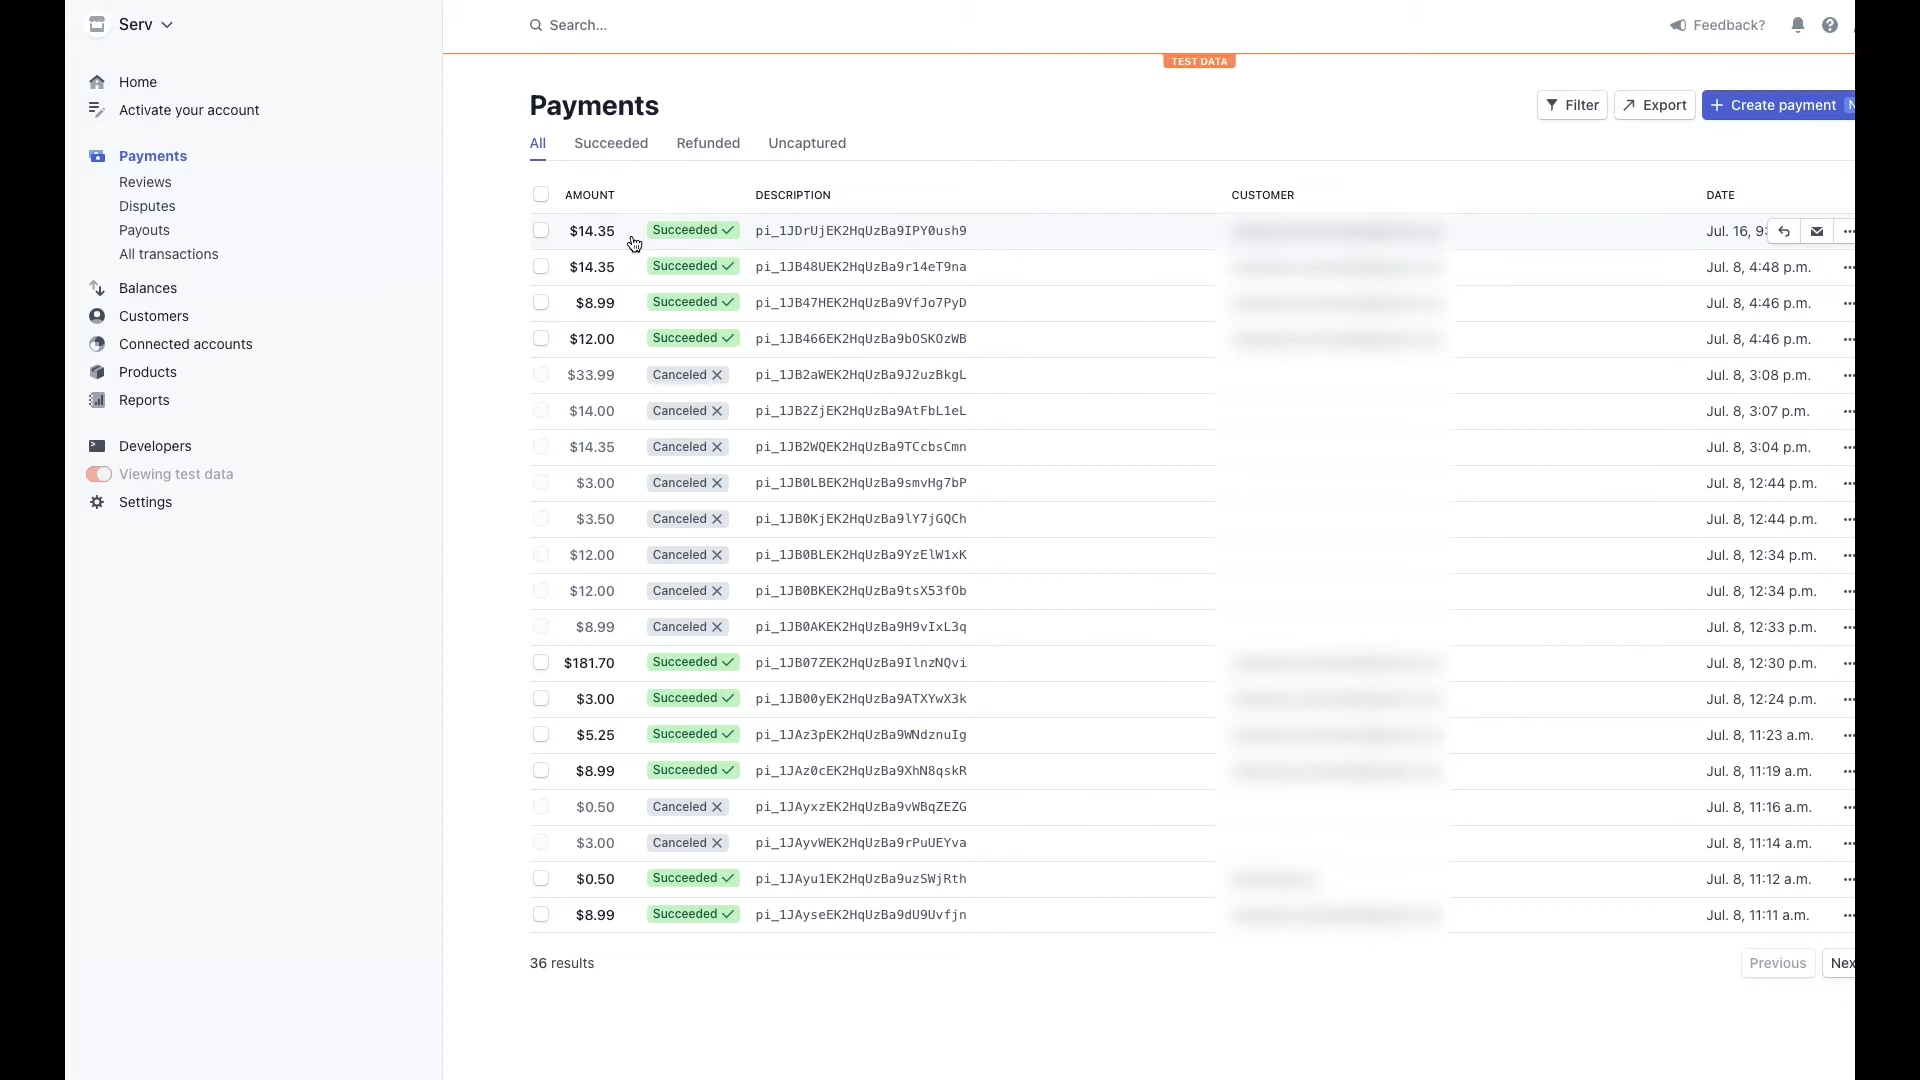 Serv
Search...
Feedback?
TEST DATA
Home
Activate your account
Payments
Reviews
Disputes
Payouts
All transactions
Balances
Customers
Connected accounts
Products
Reports
Developers
Viewing test data
Settings
Payments
Filter
Export
+ Create payment N
All Succeeded Refunded Uncaptured
AMOUNT DESCRIPTION CUSTOMER DATE
$14.35 Succeeded pi_1JDrUjEK2HqUzBa9IPY0ush9 Jul. 16, 9:
$14.35 Succeeded pi_1JB48UEK2HqUzBa9r14eT9na Jul. 8, 4:48 p.m.
$8.99 Succeeded pi_1JB47HEK2HqUzBa9VfJo7PyD Jul. 8, 4:46 p.m.
$12.00 Succeeded pi_1JB466EK2HqUzBa9bOSKOzWB Jul. 8, 4:46 p.m.
$33.99 Canceled pi_1JB2aWEK2HqUzBa9J2uzBkgL Jul. 8, 3:08 p.m.
$14.00 Canceled pi_1JB2ZjEK2HqUzBa9AtFbL1eL Jul. 8, 3:07 p.m.
$14.35 Canceled pi_1JB2WQEK2HqUzBa9TCcbsCmn Jul. 8, 3:04 p.m.
$3.00 Canceled pi_1JB0LBEK2HqUzBa9smvHg7bP Jul. 8, 12:44 p.m.
$3.50 Canceled pi_1JB0KjEK2HqUzBa9lY7jGQCh Jul. 8, 12:44 p.m.
$12.00 Canceled pi_1JB0BLEK2HqUzBa9YzElW1xK Jul. 8, 12:34 p.m.
$12.00 Canceled pi_1JB0BKEK2HqUzBa9tsX53fOb Jul. 8, 12:34 p.m.
$8.99 Canceled pi_1JB0AKEK2HqUzBa9H9vIxL3q Jul. 8, 12:33 p.m.
$181.70 Succeeded pi_1JB07ZEK2HqUzBa9IlnzNQvi Jul. 8, 12:30 p.m.
$3.00 Succeeded pi_1JB00yEK2HqUzBa9ATXYwX3k Jul. 8, 12:24 p.m.
$5.25 Succeeded pi_1JAz3pEK2HqUzBa9WNdznuIg Jul. 8, 11:23 a.m.
$8.99 Succeeded pi_1JAz0cEK2HqUzBa9XhN8qskR Jul. 8, 11:19 a.m.
$0.50 Canceled pi_1JAyxzEK2HqUzBa9vWBqZEZG Jul. 8, 11:16 a.m.
$3.00 Canceled pi_1JAyvWEK2HqUzBa9rPuUEYva Jul. 8, 11:14 a.m.
$0.50 Succeeded pi_1JAyu1EK2HqUzBa9uzSWjRth Jul. 8, 11:12 a.m.
$8.99 Succeeded pi_1JAyseEK2HqUzBa9dU9Uvfjn Jul. 8, 11:11 a.m.
36 results
Previous
Nex